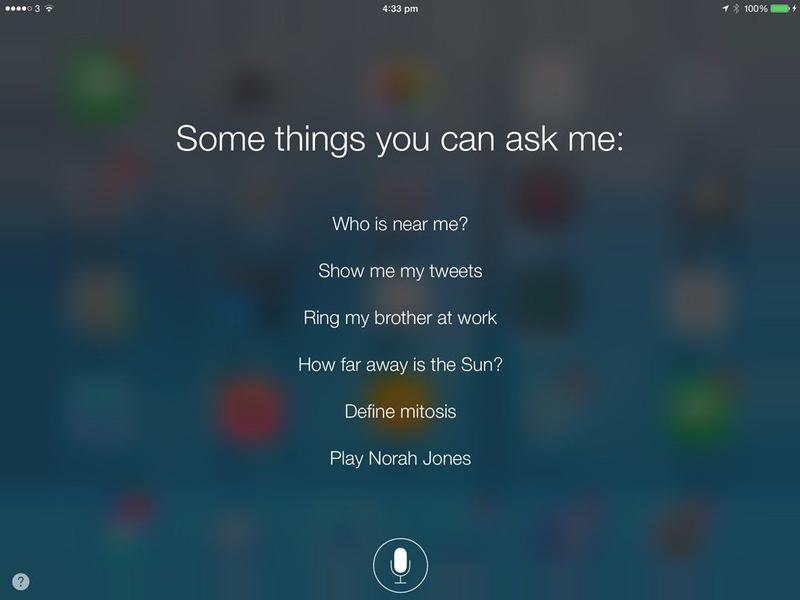 3 4:33 pm 100%
Some things you can ask me:
Who is near me?
Show me my tweets
Ring my brother at work
How far away is the Sun?
Define mitosis
Play Norah Jones
?